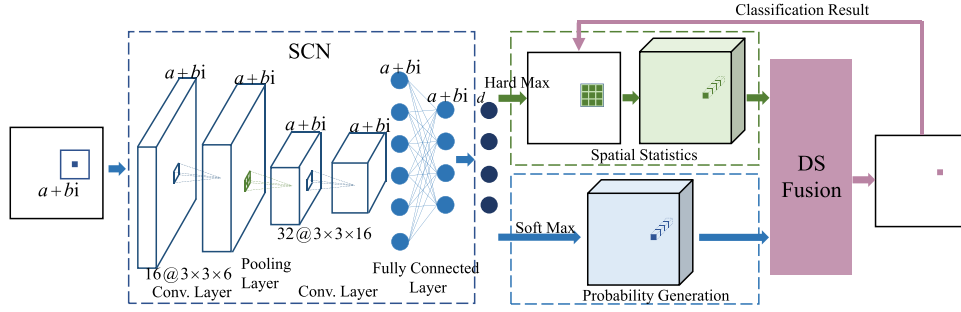 Classification Result
SCN
a+bi
a+bi
a+bi
a+bi
a+bi
a+bi
d
Hard Max
a+bi
Spatial Statistics
DS
Fusion
32@3×3×16
Soft Max
16@3×3×6
Conv. Layer
Pooling
Layer
Conv. Layer
Fully Connected
Layer
Probability Generation